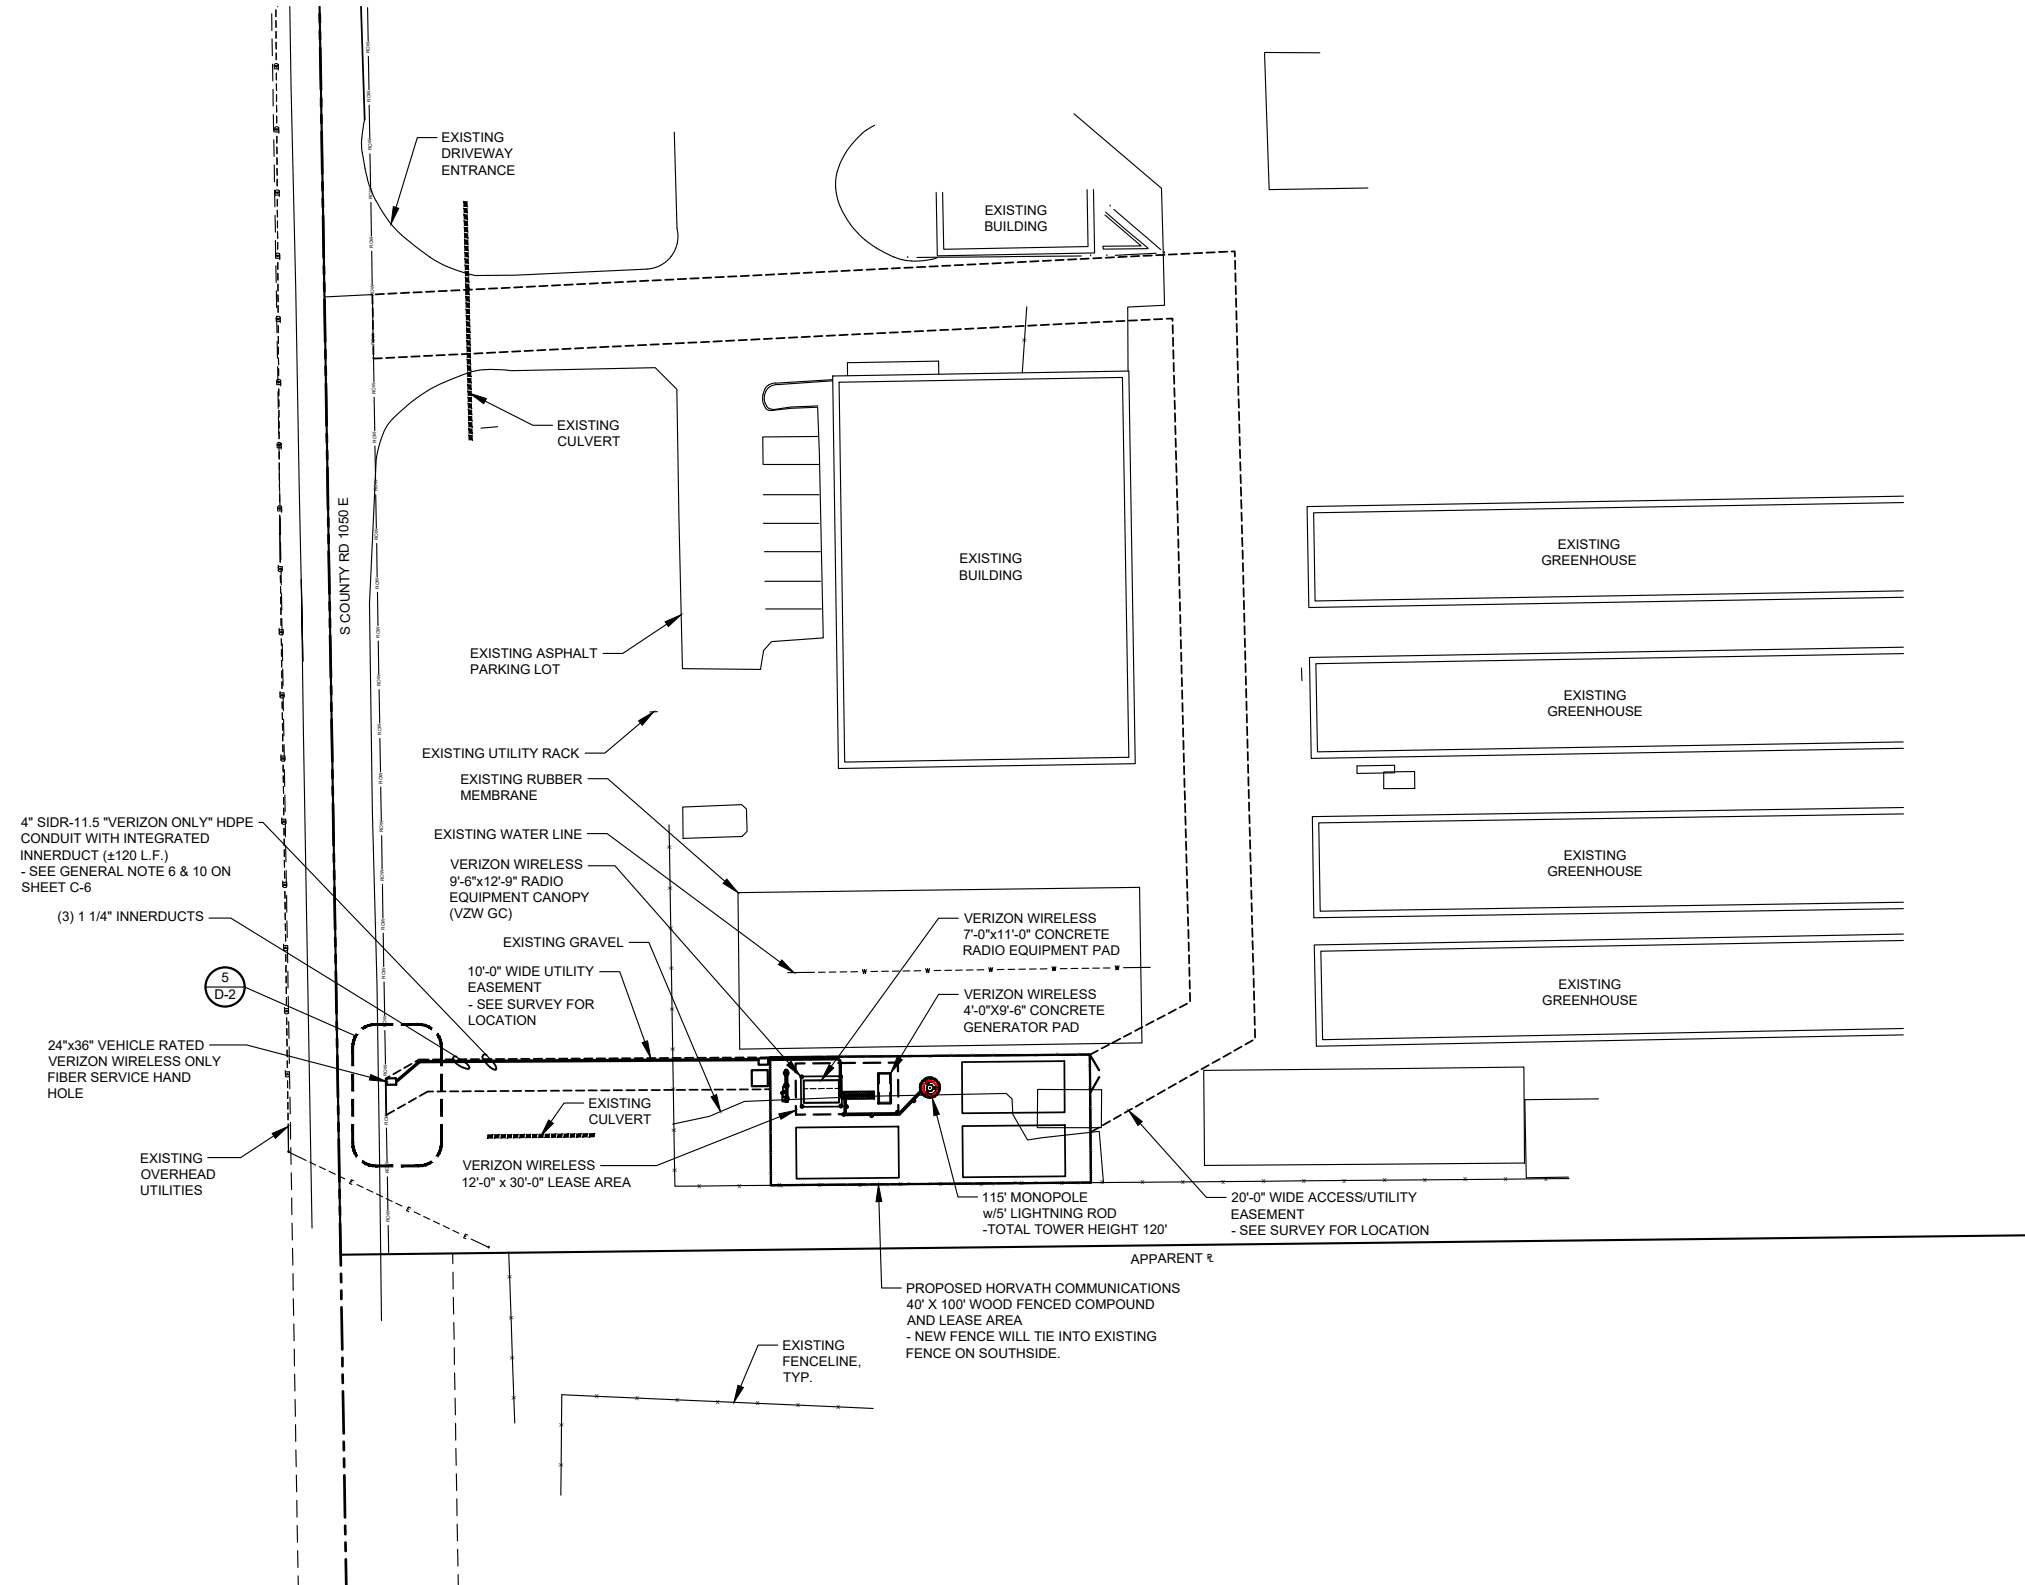 EXISTING
DRIVEWAY
ENTRANCE
EXISTING
BUILDING
EXISTING
CULVERT
S COUNTY RD 1050 E
EXISTING
BUILDING
EXISTING
GREENHOUSE
EXISTING ASPHALT
PARKING LOT
EXISTING
GREENHOUSE
EXISTING UTILITY RACK
EXISTING RUBBER
MEMBRANE
4" SIDR-11.5 "VERIZON ONLY" HDPE
CONDUIT WITH INTEGRATED
INNERDUCT (±120 L.F.)
- SEE GENERAL NOTE 6 & 10 ON
SHEET C-6
EXISTING WATER LINE
EXISTING
GREENHOUSE
VERIZON WIRELESS
9'-6"x12'-9" RADIO
EQUIPMENT CANOPY
(VZW GC)
(3) 1 1/4" INNERDUCTS
VERIZON WIRELESS
7'-0"x11'-0" CONCRETE
RADIO EQUIPMENT PAD
EXISTING GRAVEL
10'-0" WIDE UTILITY
EASEMENT
- SEE SURVEY FOR
LOCATION
5
D-2
VERIZON WIRELESS
4'-0"X9'-6" CONCRETE
GENERATOR PAD
EXISTING
GREENHOUSE
24"x36" VEHICLE RATED
VERIZON WIRELESS ONLY
FIBER SERVICE HAND
HOLE
EXISTING
CULVERT
EXISTING
OVERHEAD
UTILITIES
VERIZON WIRELESS
12'-0" x 30'-0" LEASE AREA
115' MONOPOLE
w/5' LIGHTNING ROD
-TOTAL TOWER HEIGHT 120'
20'-0" WIDE ACCESS/UTILITY
EASEMENT
- SEE SURVEY FOR LOCATION
APPARENT ℄
PROPOSED HORVATH COMMUNICATIONS
40' X 100' WOOD FENCED COMPOUND
AND LEASE AREA
- NEW FENCE WILL TIE INTO EXISTING
FENCE ON SOUTHSIDE.
EXISTING
FENCELINE,
TYP.